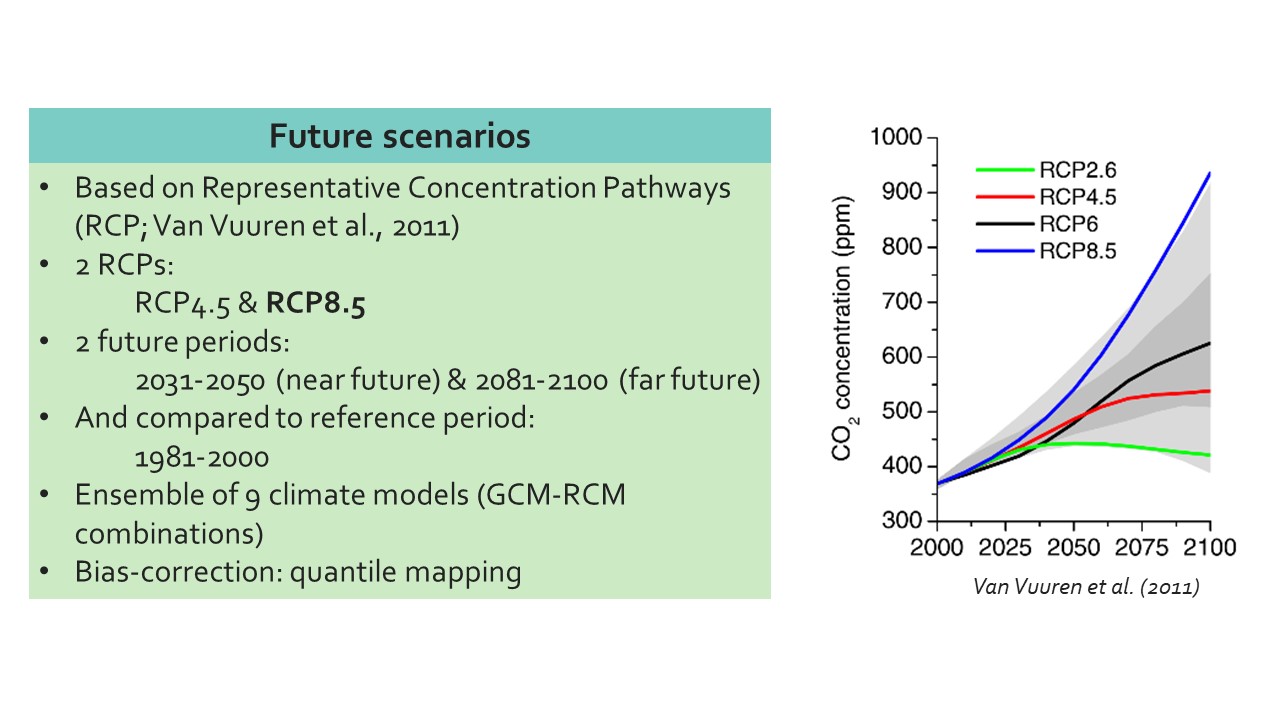 Future scenarios
• Based on Representative Concentration Pathways
(RCP; Van Vuuren et al., 2011)
• 2 RCPs:
RCP4.5 & RCP8.5
• 2 future periods:
2031-2050 (near future) & 2081-2100 (far future)
• And compared to reference period:
1981-2000
• Ensemble of 9 climate models (GCM-RCM
combinations)
• Bias-correction: quantile mapping
CO₂ concentration (ppm)
1000
900
800
700
600
500
400
300
RCP2.6
RCP4.5
RCP6
RCP8.5
2000 2025 2050 2075 2100
Van Vuuren et al. (2011)